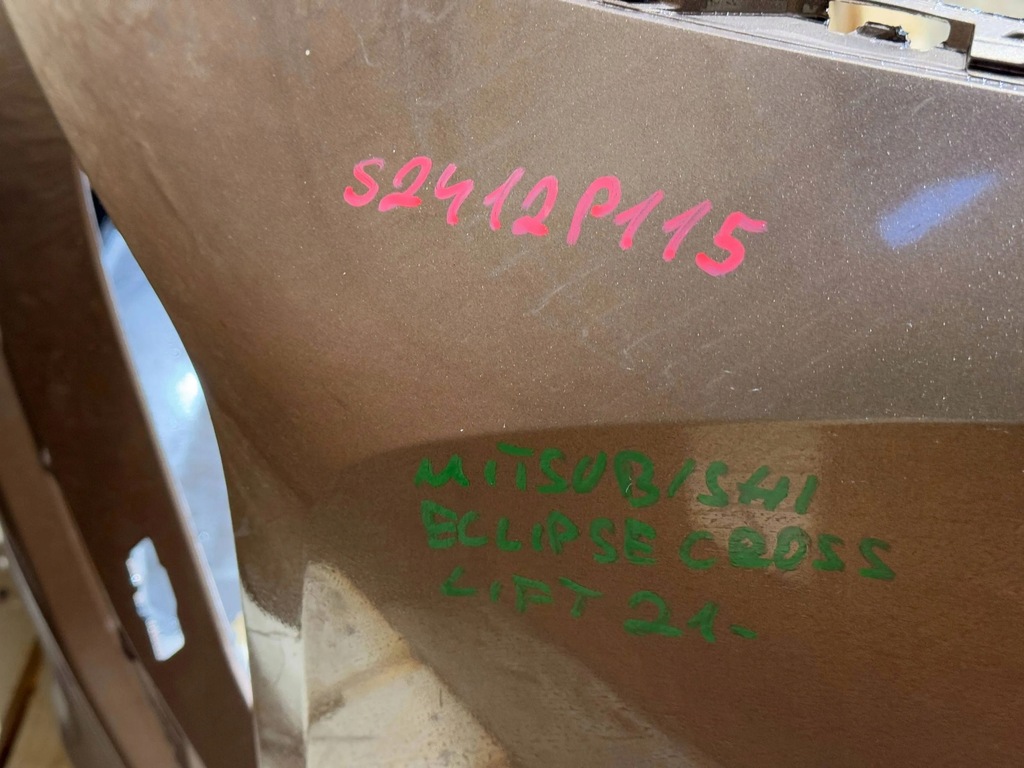 S2412P115
MITSUBISHI
ECLIPSE CROSS
LIFT 21-